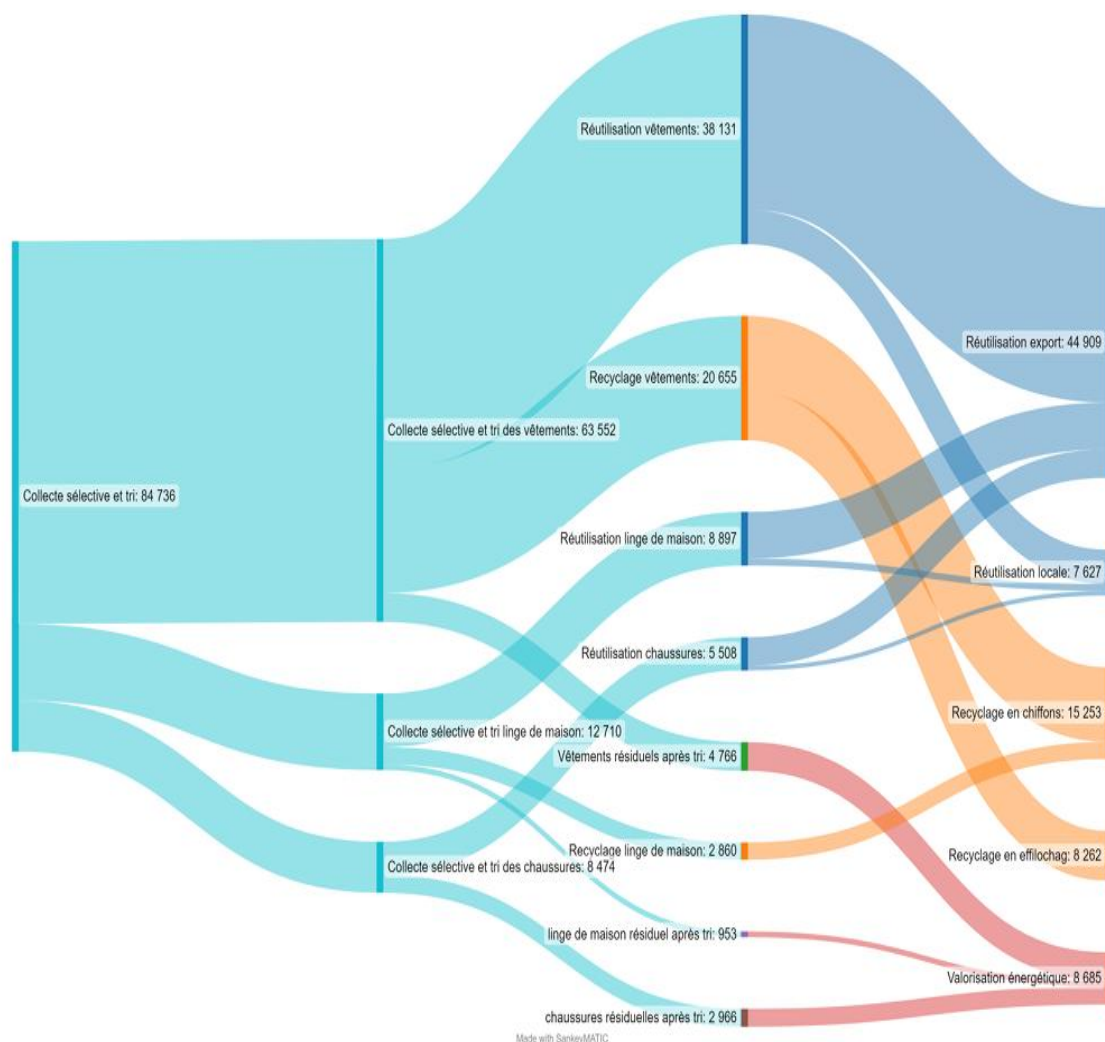 Réutilisation vêtements: 38 131
Réutilisation export: 44 909
Recyclage vêtements: 20 655
Collecte sélective et tri des vêtements: 63 552
Collecte sélective et tri: 84 736
Réutilisation linge de maison: 8 897
Réutilisation locale: 7 627
Réutilisation chaussures: 5 508
Recyclage en chiffons: 15 253
Collecte sélective et tri linge de maison: 12 710
Vêtements résiduels après tri: 4 766
Recyclage linge de maison: 2 860
Recyclage en effilochag: 8 262
Collecte sélective et tri des chaussures: 8 474
linge de maison résiduel après tri: 953
Valorisation énergétique: 8 685
chaussures résiduelles après tri: 2 966
Made with SankeyMATIC